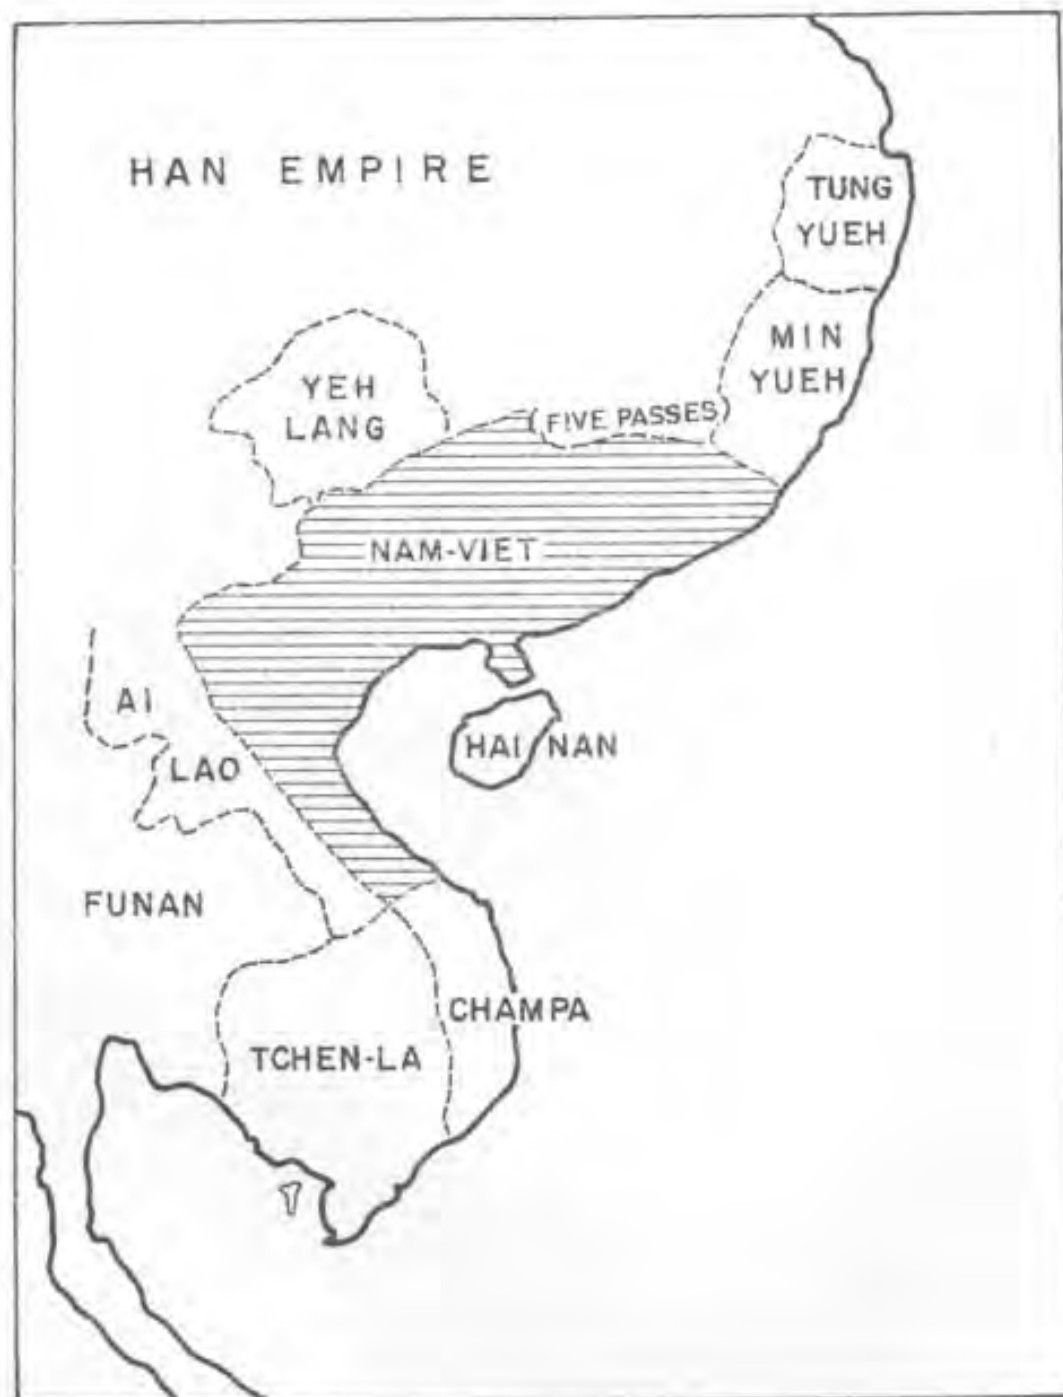 HAN EMPIRE
TUNG
YUEH
MIN
YUEH
YEH
LANG
(FIVE PASSES)
NAM-VIET
AI
LAO
HAI NAN
FUNAN
CHAMPA
TCHEN-LA